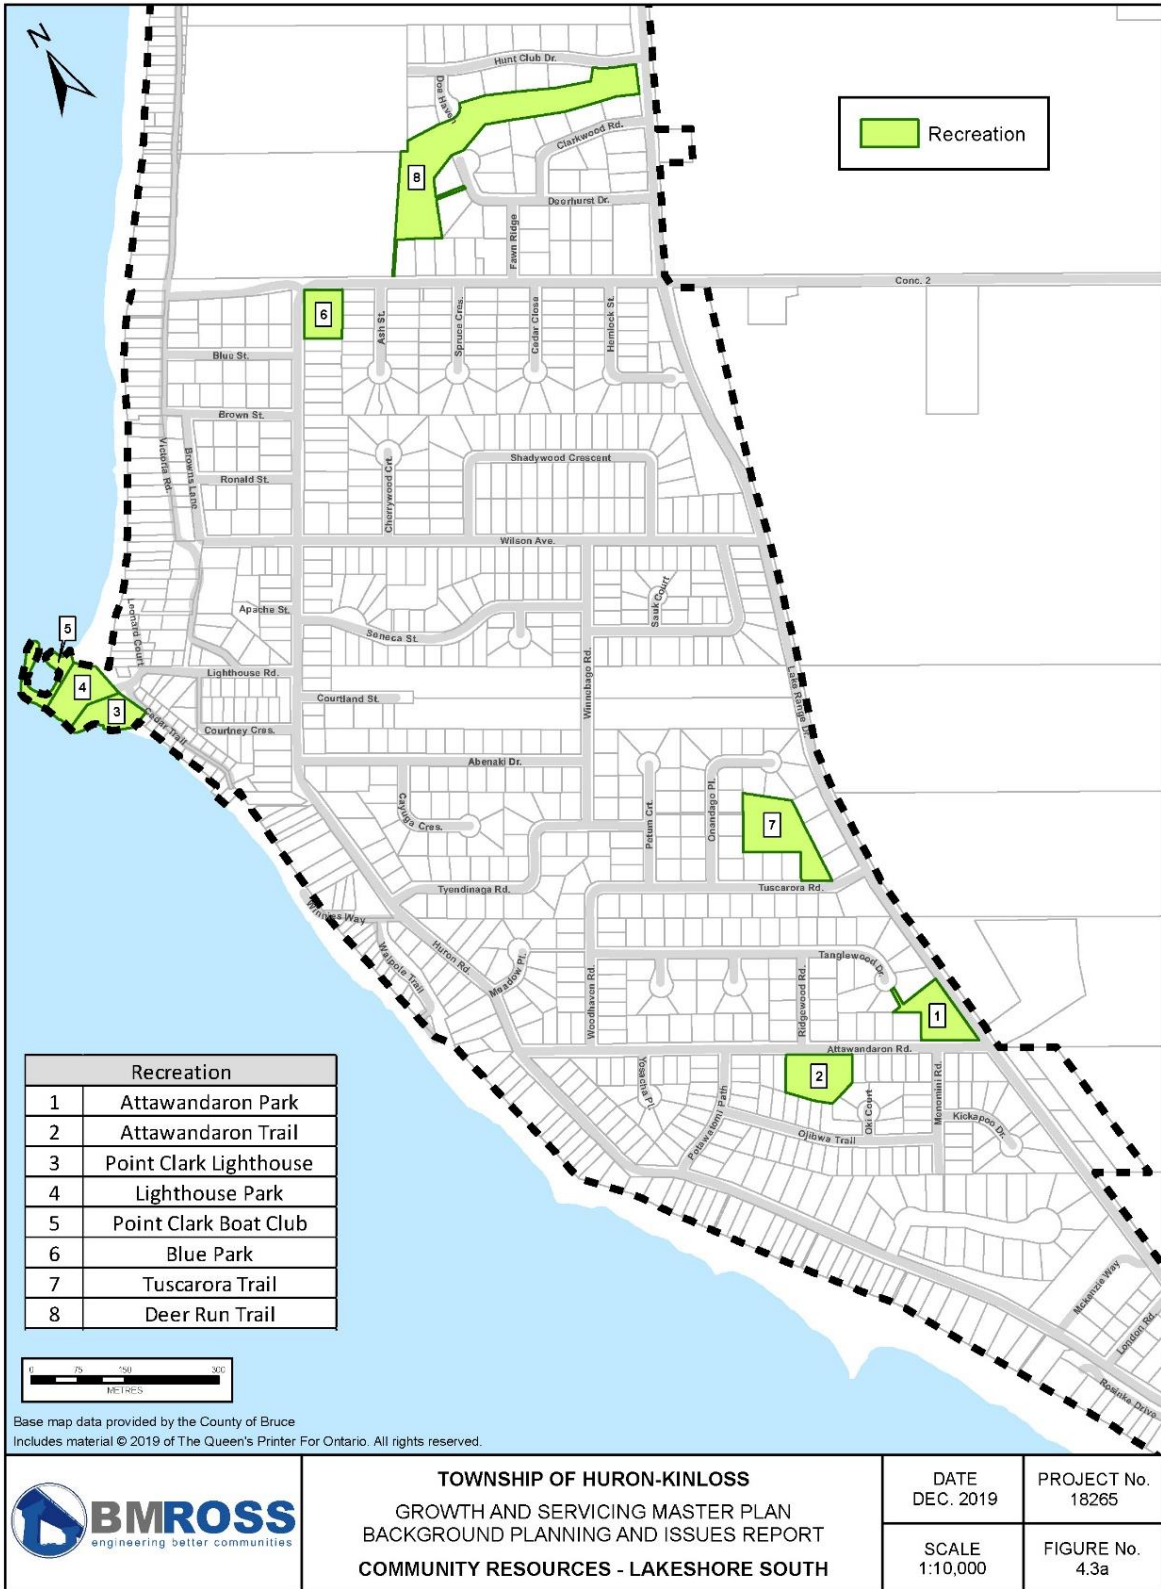 N
Hunt Club Dr.
Doe Haven
Clarkwood Rd.
Recreation
8
Deerhurst Dr.
Fawn Ridge
Conc. 2
6
Ash St.
Spruce Cres.
Cedar Close
Hemlock St.
Blue St.
Brown St.
Victoria Rd.
Browns Lane
Ronald St.
Cherrywood Crt.
Shadywood Crescent
Wilson Ave.
Apache St.
Seneca St.
Sauk Court
Leonard Court
5
4
3
Lighthouse Rd.
Courtland St.
Winnebago Rd.
Lake Range Dr.
Cedar Trail
Courtney Cres.
Abenaki Dr.
Cayuga Cres.
Petum Crt.
Onandago Pl.
7
Tyendinaga Rd.
Tuscarora Rd.
Winnies Way
Walpole Trail
Huron Rd.
Meadow Pl.
Woodhaven Rd.
Tanglewood Dr.
Ridgewood Rd.
1
Attawandaron Rd.
2
Potawatomi Path
Oki Court
Menomini Rd.
Kickapoo Dr.
Ojibwa Trail
Mckenzie Way
London Rd.
Rosinke Drive
Recreation
1 Attawandaron Park
2 Attawandaron Trail
3 Point Clark Lighthouse
4 Lighthouse Park
5 Point Clark Boat Club
6 Blue Park
7 Tuscarora Trail
8 Deer Run Trail
0 75 150 300
METRES
Base map data provided by the County of Bruce
Includes material © 2019 of The Queen's Printer For Ontario. All rights reserved.
BMROSS
engineering better communities
TOWNSHIP OF HURON-KINLOSS
GROWTH AND SERVICING MASTER PLAN
BACKGROUND PLANNING AND ISSUES REPORT
COMMUNITY RESOURCES - LAKESHORE SOUTH
DATE
DEC. 2019
PROJECT No.
18265
SCALE
1:10,000
FIGURE No.
4.3a